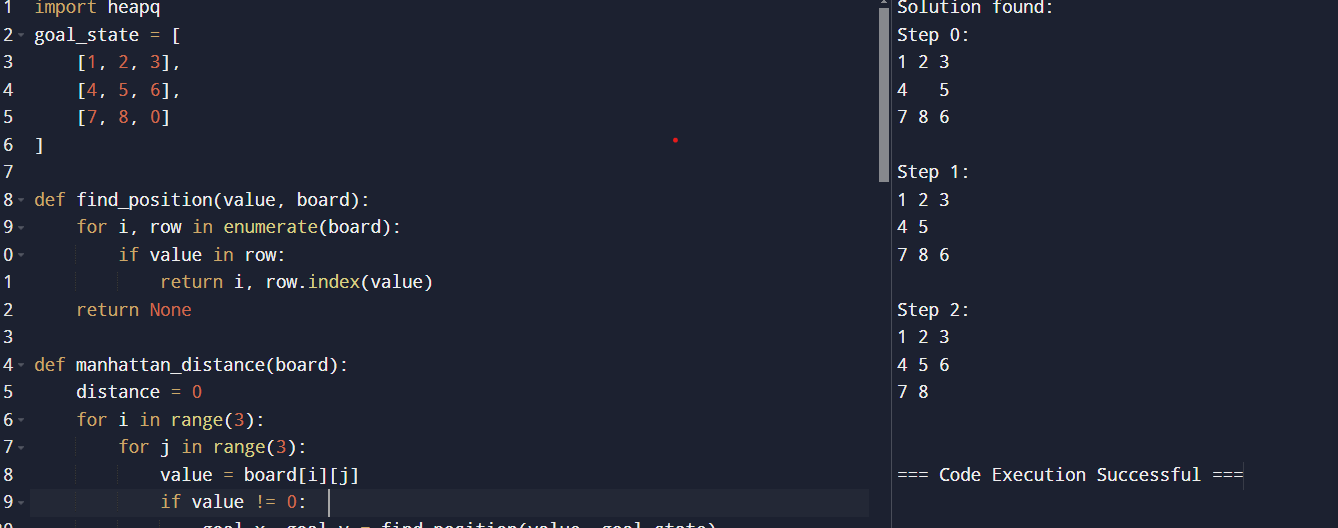 1 import heapq
2 goal_state = [
3 [1, 2, 3],
4 [4, 5, 6],
5 [7, 8, 0]
6 ]
7
8 def find_position(value, board):
9 for i, row in enumerate(board):
0 if value in row:
1 return i, row.index(value)
2 return None
3
4 def manhattan_distance(board):
5 distance = 0
6 for i in range(3):
7 for j in range(3):
8 value = board[i][j]
9 if value != 0:
goal_x, goal_y = find_position(value, goal_state)
Solution found:
Step 0:
1 2 3
4   5
7 8 6
Step 1:
1 2 3
4 5
7 8 6
Step 2:
1 2 3
4 5 6
7 8
=== Code Execution Successful ===